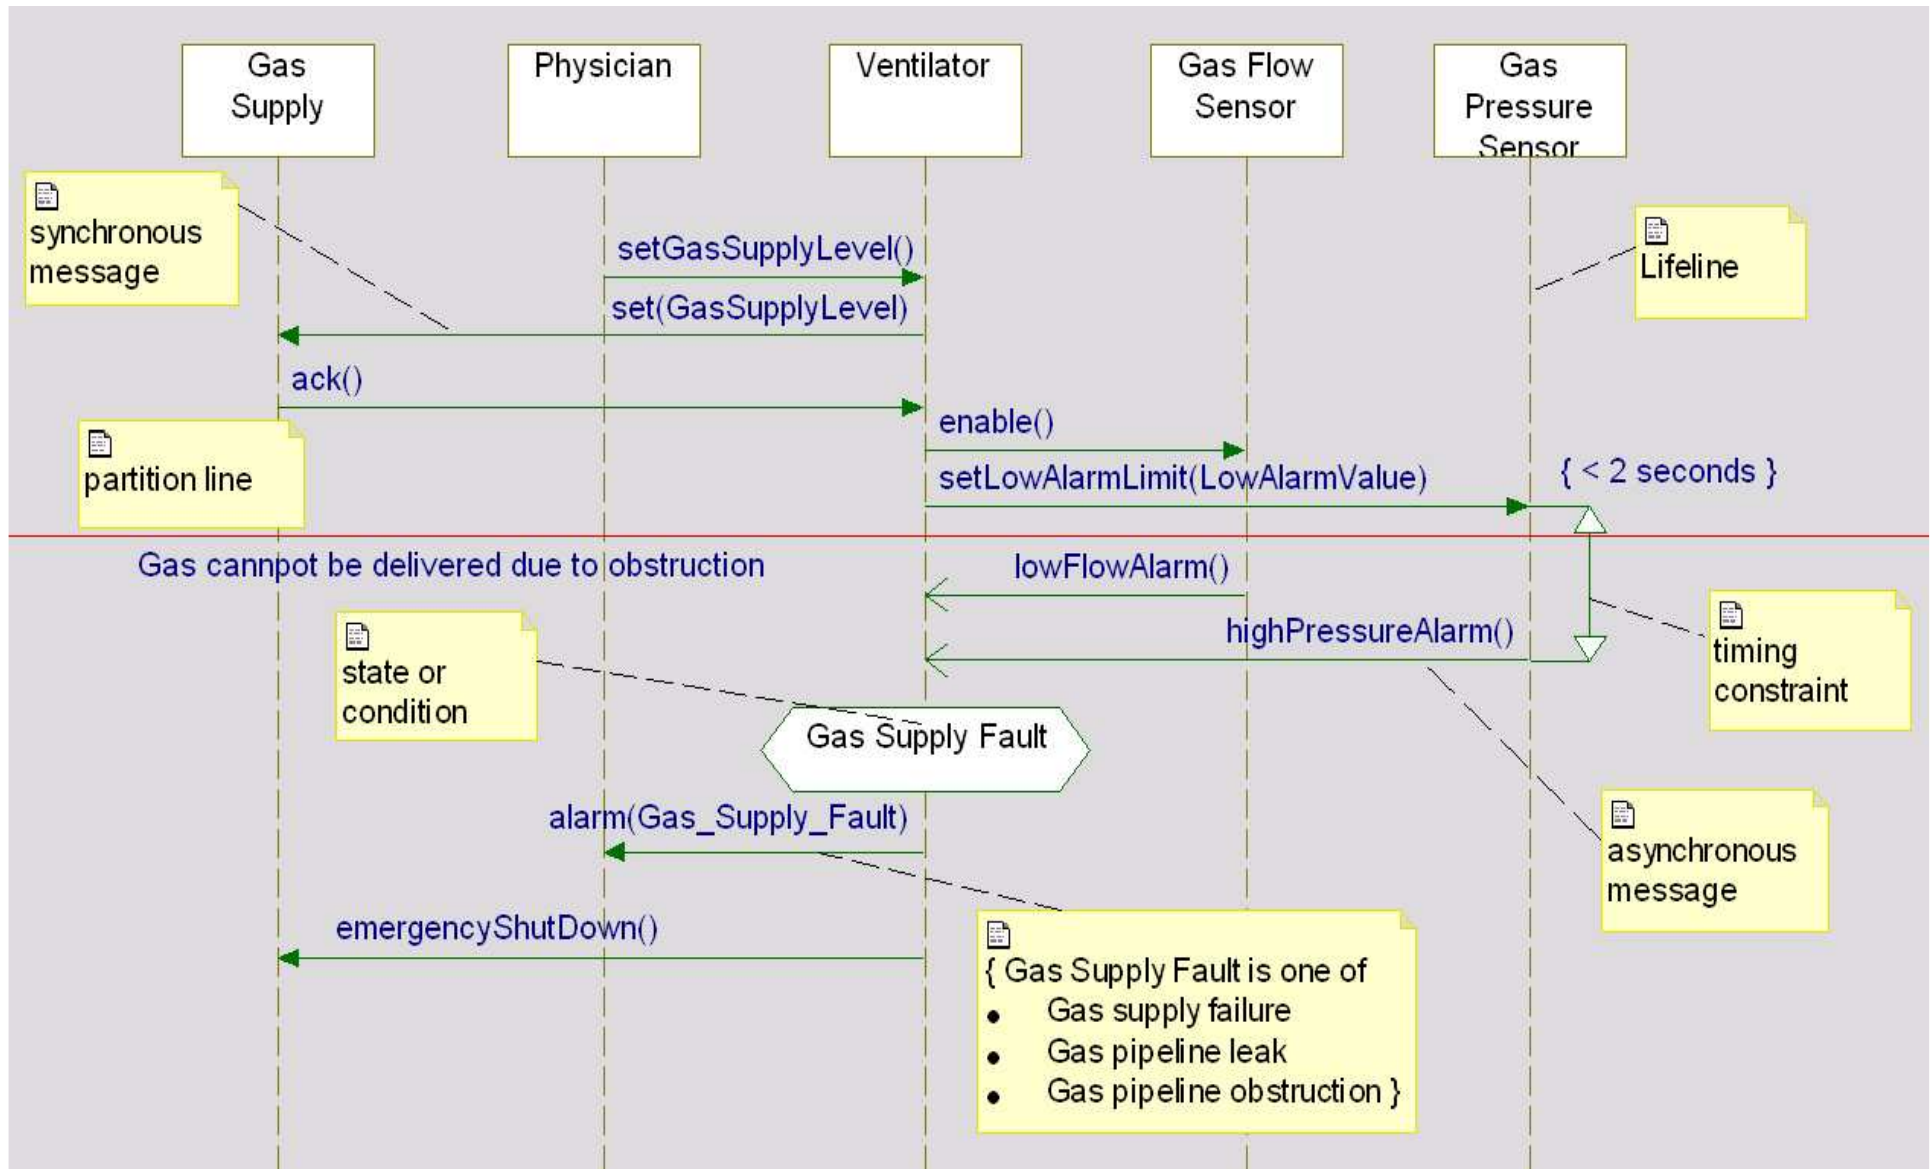 Gas
Supply
Physician
Ventilator
Gas Flow
Sensor
Gas
Pressure
Sensor
synchronous
message
setGasSupplyLevel()
Lifeline
set(GasSupplyLevel)
ack()
enable()
partition line
setLowAlarmLimit(LowAlarmValue)
{ < 2 seconds }
Gas cannpot be delivered due to obstruction
lowFlowAlarm()
highPressureAlarm()
state or
condition
timing
constraint
Gas Supply Fault
alarm(Gas_Supply_Fault)
asynchronous
message
emergencyShutDown()
{ Gas Supply Fault is one of
• Gas supply failure
• Gas pipeline leak
• Gas pipeline obstruction }